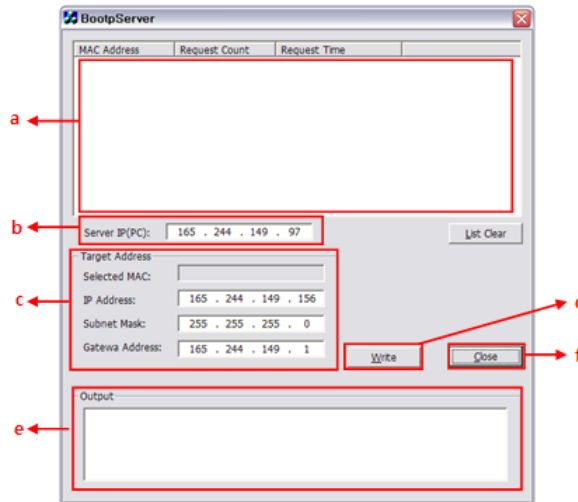 BootpServer
MAC Address Request Count Request Time
a
b
Server IP(PC): 165 . 244 . 149 . 97
List Clear
Target Address
Selected MAC:
c
IP Address: 165 . 244 . 149 . 156
Subnet Mask: 255 . 255 . 255 . 0
Gatewa Address: 165 . 244 . 149 . 1
Write
Close
f
Output
e